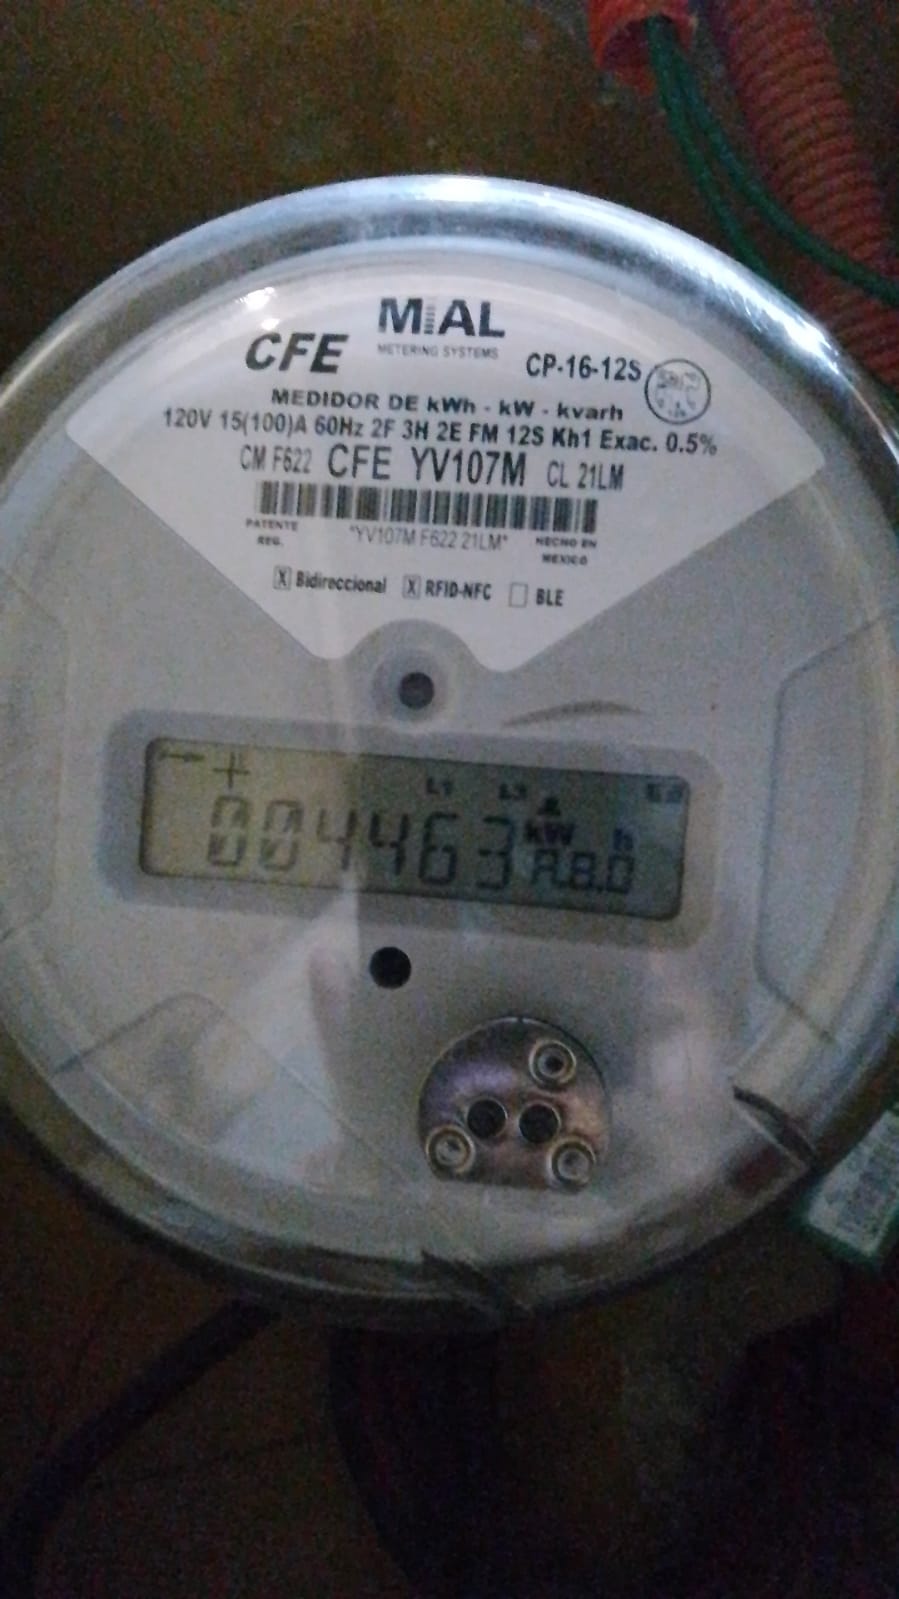 MiAL
METERING SYSTEMS
CFE
CP-16-12S
MEDIDOR DE kWh - kW - kvarh
120V 15(100)A 60Hz 2F 3H 2E FM 12S Kh1 Exac. 0.5%
CM F622 CFE YV107M CL 21LM
PATENTE REG.
*YV107M F622 21LM*
HECHO EN MEXICO
X Bidireccional X RFID-NFC BLE
L1
004463 kW h